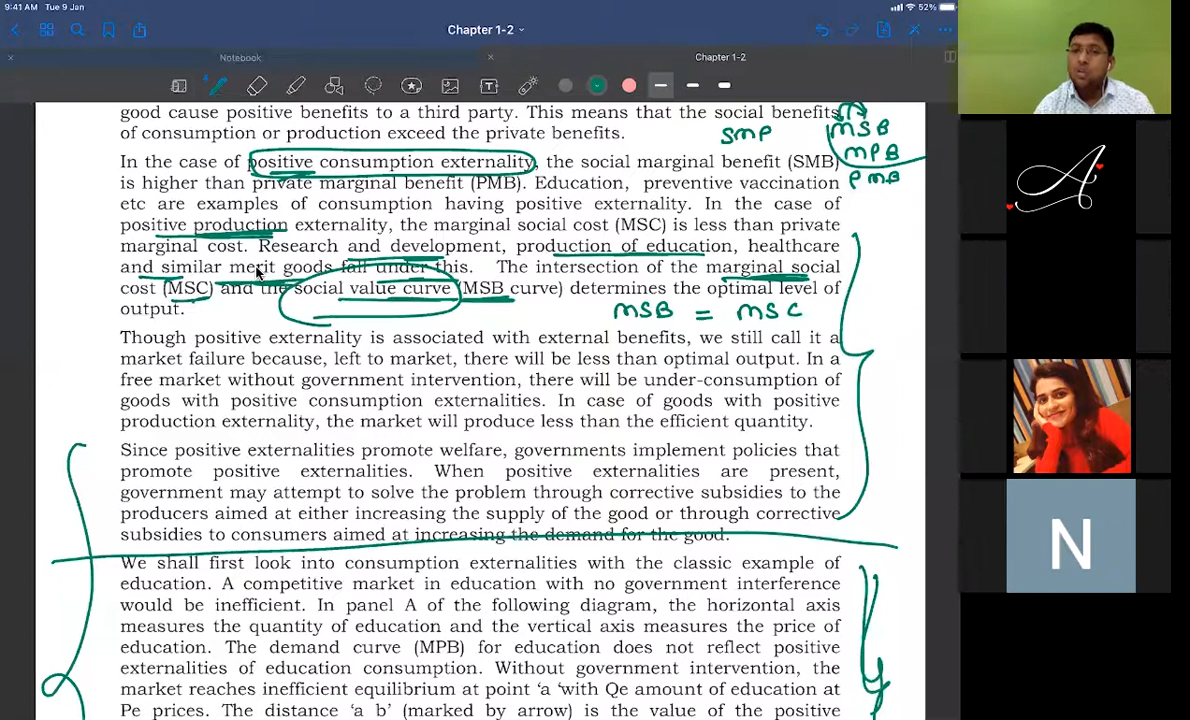 9:41 AM Tue 9 Jan
52%
Chapter 1-2
Notebook
Chapter 1-2
good cause positive benefits to a third party. This means that the social benefits
of consumption or production exceed the private benefits.
SMP
MSB
MPB
PMB
In the case of positive consumption externality, the social marginal benefit (SMB)
is higher than private marginal benefit (PMB). Education, preventive vaccination
etc are examples of consumption having positive externality. In the case of
positive production externality, the marginal social cost (MSC) is less than private
marginal cost. Research and development, production of education, healthcare
and similar merit goods fall under this. The intersection of the marginal social
cost (MSC) and the social value curve (MSB curve) determines the optimal level of
output.
MSB = MSC
Though positive externality is associated with external benefits, we still call it a
market failure because, left to market, there will be less than optimal output. In a
free market without government intervention, there will be under-consumption of
goods with positive consumption externalities. In case of goods with positive
production externality, the market will produce less than the efficient quantity.
Since positive externalities promote welfare, governments implement policies that
promote positive externalities. When positive externalities are present,
government may attempt to solve the problem through corrective subsidies to the
producers aimed at either increasing the supply of the good or through corrective
subsidies to consumers aimed at increasing the demand for the good.
We shall first look into consumption externalities with the classic example of
education. A competitive market in education with no government interference
would be inefficient. In panel A of the following diagram, the horizontal axis
measures the quantity of education and the vertical axis measures the price of
education. The demand curve (MPB) for education does not reflect positive
externalities of education consumption. Without government intervention, the
market reaches inefficient equilibrium at point ‘a ‘with Qe amount of education at
Pe prices. The distance ‘a b’ (marked by arrow) is the value of the positive
A
N